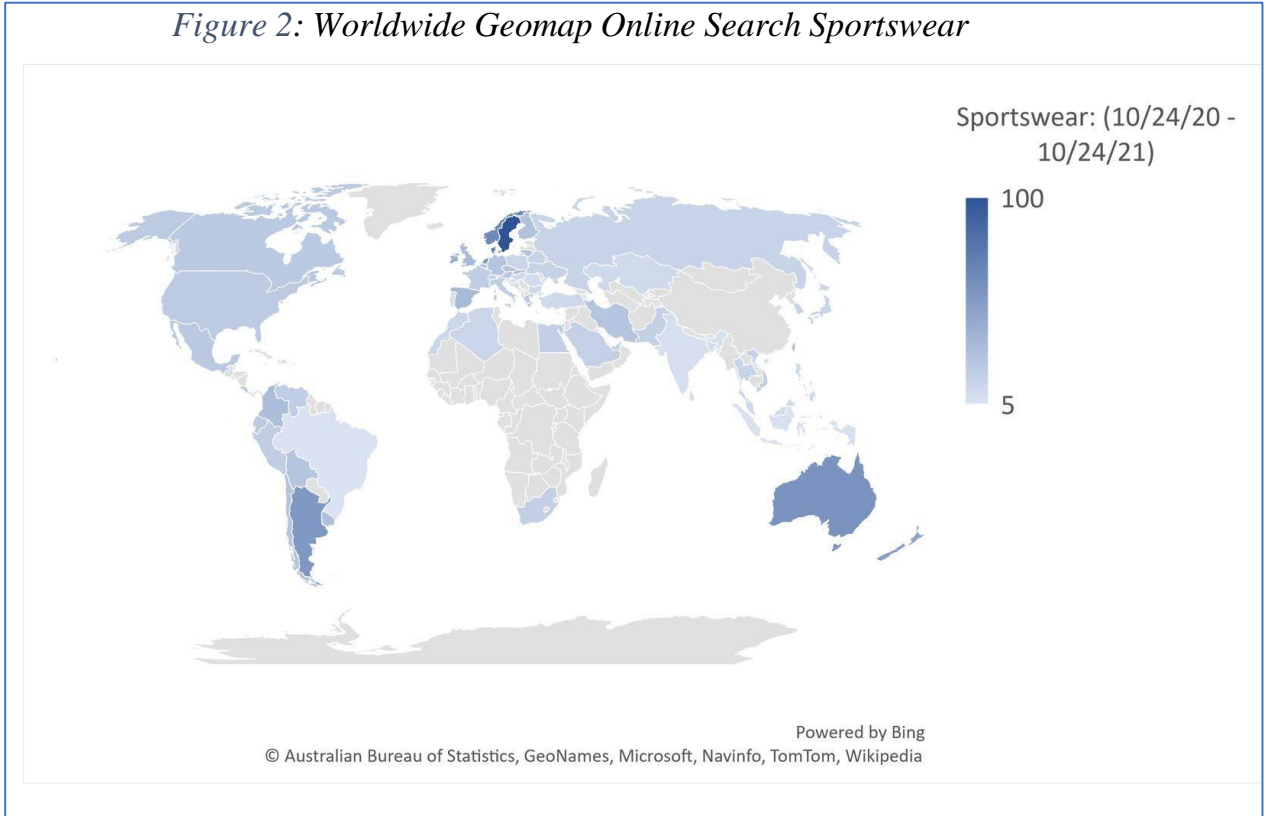 Figure 2: Worldwide Geomap Online Search Sportswear
Sportswear: (10/24/20 -
10/24/21)
100
5
Powered by Bing
© Australian Bureau of Statistics, GeoNames, Microsoft, Navinfo, TomTom, Wikipedia